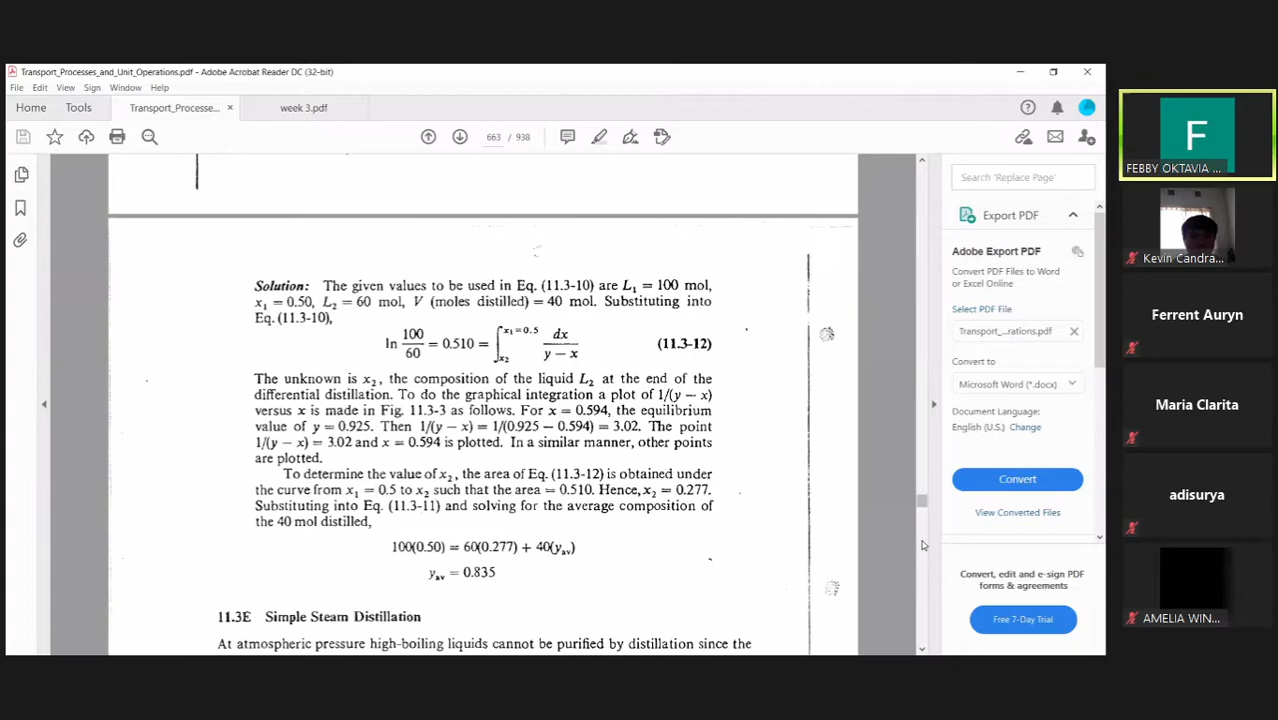 Transport_Processes_and_Unit_Operations.pdf - Adobe Acrobat Reader DC (32-bit)
File Edit View Sign Window Help
Home Tools Transport_Processe... × week 3.pdf
663 / 938
Search 'Replace Page'
Export PDF
Adobe Export PDF
Convert PDF Files to Word
or Excel Online
Select PDF File
Transport_...rations.pdf
Convert to
Microsoft Word (*.docx)
Document Language:
English (U.S.) Change
Convert
View Converted Files
Convert, edit and e-sign PDF
forms & agreements
Free 7-Day Trial
Solution: The given values to be used in Eq. (11.3-10) are L₁ = 100 mol,
x₁ = 0.50, L₂ = 60 mol, V (moles distilled) = 40 mol. Substituting into
Eq. (11.3-10),
ln 100/60 = 0.510 = ∫_{x₂}^{x₁=0.5} dx/(y − x) (11.3-12)
The unknown is x₂, the composition of the liquid L₂ at the end of the
differential distillation. To do the graphical integration a plot of 1/(y − x)
versus x is made in Fig. 11.3-3 as follows. For x = 0.594, the equilibrium
value of y = 0.925. Then 1/(y − x) = 1/(0.925 − 0.594) = 3.02. The point
1/(y − x) = 3.02 and x = 0.594 is plotted. In a similar manner, other points
are plotted.
To determine the value of x₂, the area of Eq. (11.3-12) is obtained under
the curve from x₁ = 0.5 to x₂ such that the area = 0.510. Hence, x₂ = 0.277.
Substituting into Eq. (11.3-11) and solving for the average composition of
the 40 mol distilled,
100(0.50) = 60(0.277) + 40(y_av)
y_av = 0.835
11.3E Simple Steam Distillation
At atmospheric pressure high-boiling liquids cannot be purified by distillation since the
F
FEBBY OKTAVIA ...
Kevin Candra...
Ferrent Auryn
Maria Clarita
adisurya
AMELIA WIN...